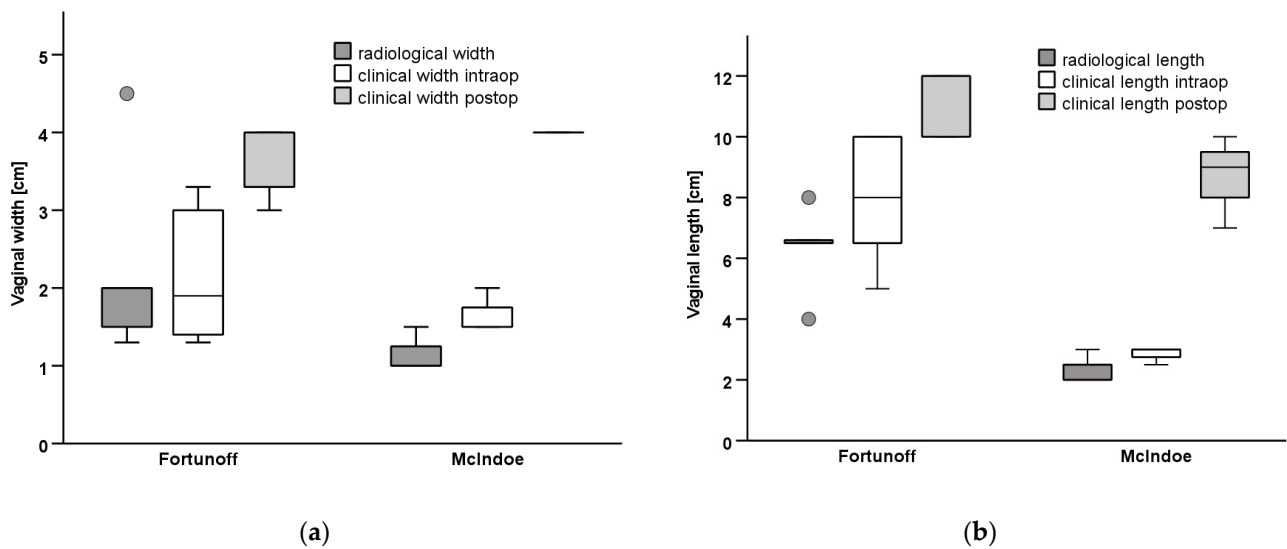 Vaginal width [cm]
5
4
3
2
1
0
radiological width
clinical width intraop
clinical width postop
Fortunoff
McIndoe
(a)
Vaginal length [cm]
12
10
8
6
4
2
0
radiological length
clinical length intraop
clinical length postop
Fortunoff
McIndoe
(b)